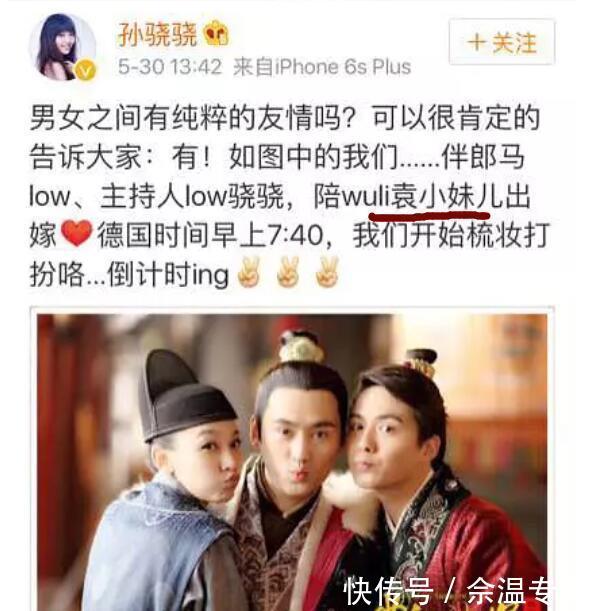 孙骁骁
5-30 13:42 来自iPhone 6s Plus
+关注
男女之间有纯粹的友情吗？可以很肯定的
告诉大家：有！如图中的我们......伴郎马
low、主持人low骁骁，陪wuli袁小妹儿出
嫁❤德国时间早上7:40，我们开始梳妆打
扮咯...倒计时ing✌✌✌
快传号 / 余温专